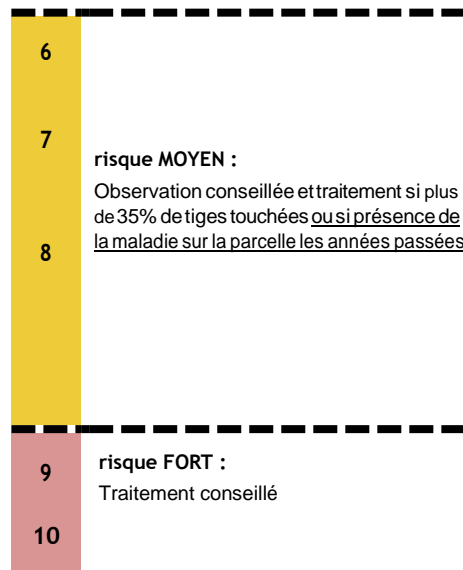 6
7
risque MOYEN :
Observation conseillée et traitement si plus
de 35% de tiges touchées ou si présence de
la maladie sur la parcelle les années passées
8
9
risque FORT :
Traitement conseillé
10